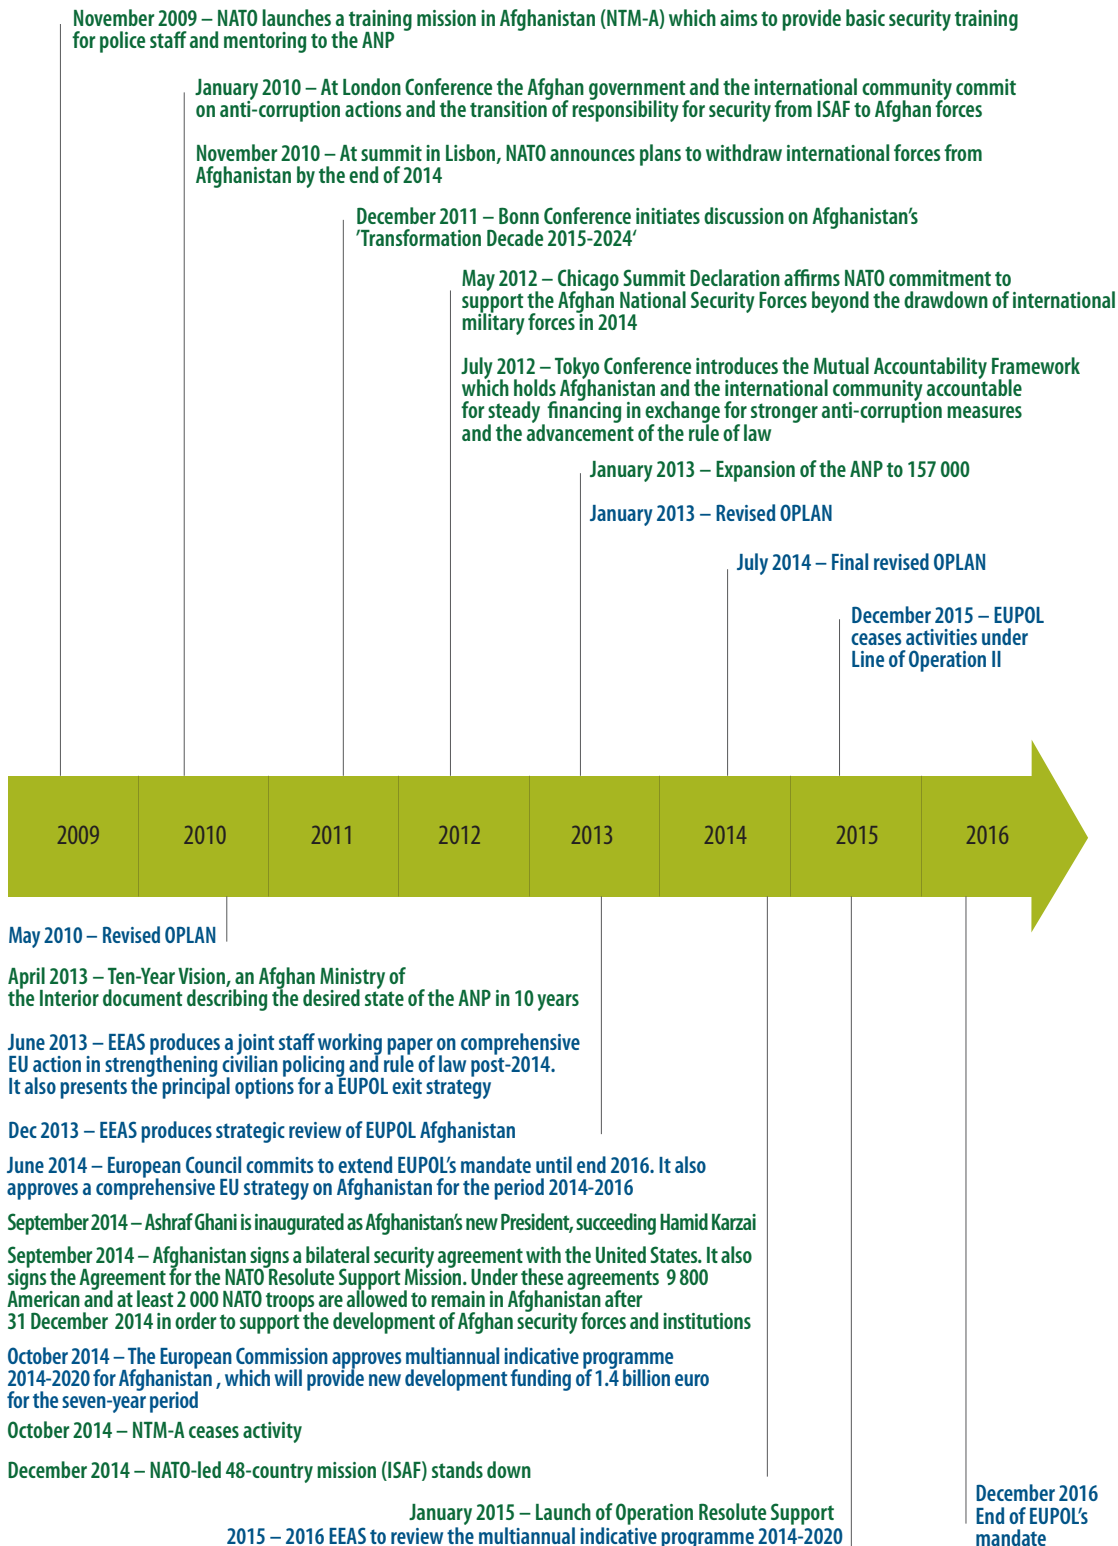 November 2009 – NATO launches a training mission in Afghanistan (NTM-A) which aims to provide basic security training
for police staff and mentoring to the ANP
January 2010 – At London Conference the Afghan government and the international community commit
on anti-corruption actions and the transition of responsibility for security from ISAF to Afghan forces
November 2010 – At summit in Lisbon, NATO announces plans to withdraw international forces from
Afghanistan by the end of 2014
December 2011 – Bonn Conference initiates discussion on Afghanistan's
'Transformation Decade 2015-2024‘
May 2012 – Chicago Summit Declaration affirms NATO commitment to
support the Afghan National Security Forces beyond the drawdown of international
military forces in 2014
July 2012 – Tokyo Conference introduces the Mutual Accountability Framework
which holds Afghanistan and the international community accountable
for steady financing in exchange for stronger anti-corruption measures
and the advancement of the rule of law
January 2013 – Expansion of the ANP to 157 000
January 2013 – Revised OPLAN
July 2014 – Final revised OPLAN
December 2015 – EUPOL
ceases activities under
Line of Operation II
2009 2010 2011 2012 2013 2014 2015 2016
May 2010 – Revised OPLAN
April 2013 – Ten-Year Vision, an Afghan Ministry of
the Interior document describing the desired state of the ANP in 10 years
June 2013 – EEAS produces a joint staff working paper on comprehensive
EU action in strengthening civilian policing and rule of law post-2014.
It also presents the principal options for a EUPOL exit strategy
Dec 2013 – EEAS produces strategic review of EUPOL Afghanistan
June 2014 – European Council commits to extend EUPOL's mandate until end 2016. It also
approves a comprehensive EU strategy on Afghanistan for the period 2014-2016
September 2014 – Ashraf Ghani is inaugurated as Afghanistan's new President, succeeding Hamid Karzai
September 2014 – Afghanistan signs a bilateral security agreement with the United States. It also
signs the Agreement for the NATO Resolute Support Mission. Under these agreements 9 800
American and at least 2 000 NATO troops are allowed to remain in Afghanistan after
31 December 2014 in order to support the development of Afghan security forces and institutions
October 2014 – The European Commission approves multiannual indicative programme
2014-2020 for Afghanistan , which will provide new development funding of 1.4 billion euro
for the seven-year period
October 2014 – NTM-A ceases activity
December 2014 – NATO-led 48-country mission (ISAF) stands down
January 2015 – Launch of Operation Resolute Support
2015 – 2016 EEAS to review the multiannual indicative programme 2014-2020
December 2016
End of EUPOL's
mandate